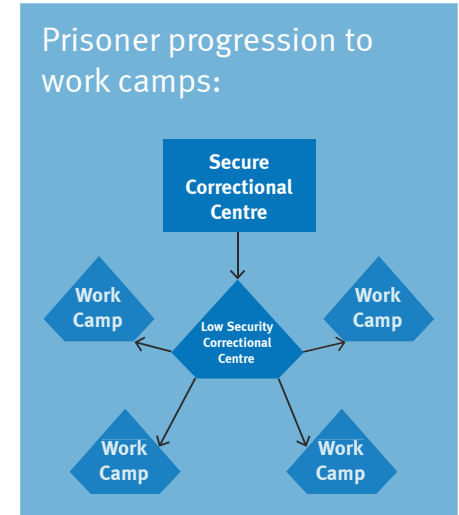 Prisoner progression to
work camps:
Secure
Correctional
Centre
Work
Camp
Work
Camp
Low Security
Correctional
Centre
Work
Camp
Work
Camp